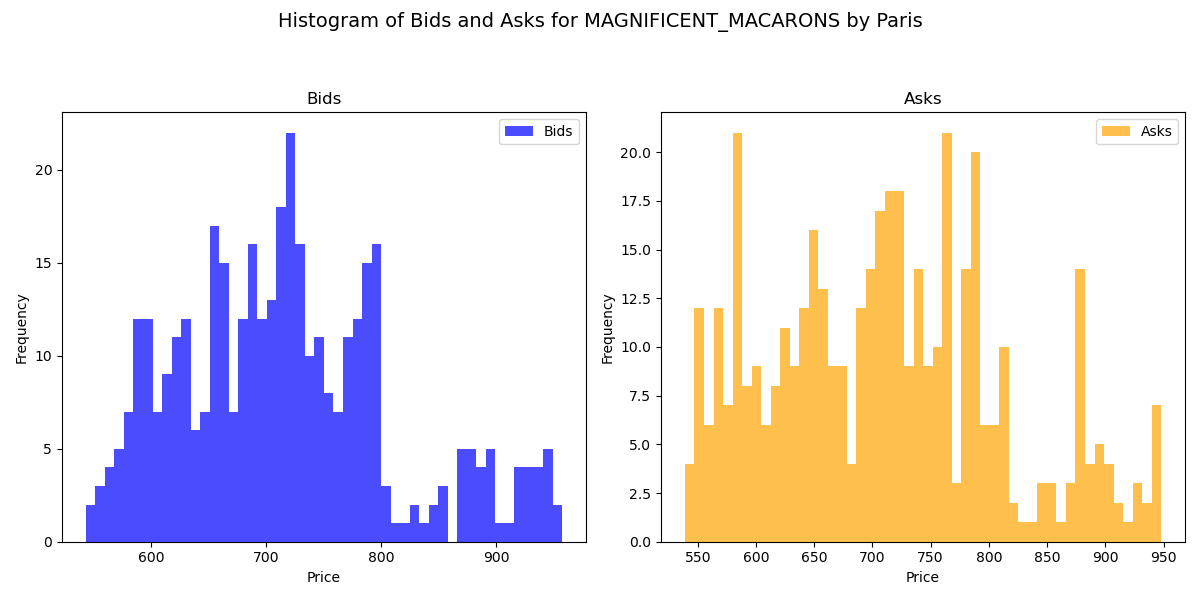 Histogram of Bids and Asks for MAGNIFICENT_MACARONS by Paris
Bids
Bids
Frequency
20
15
10
5
0
600 700 800 900
Price
Asks
Asks
Frequency
20.0
17.5
15.0
12.5
10.0
7.5
5.0
2.5
0.0
550 600 650 700 750 800 850 900 950
Price